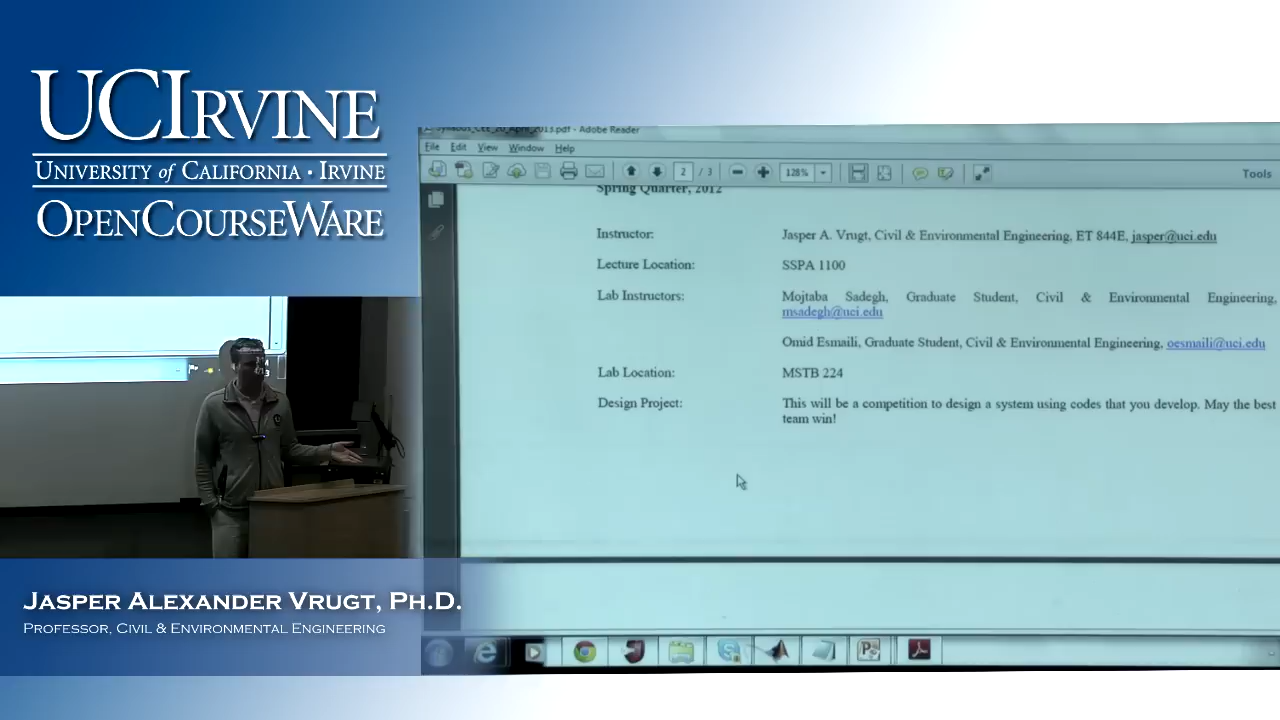 UCIRVINE
UNIVERSITY of CALIFORNIA · IRVINE
OPENCOURSEWARE
Syllabus_CEE_20_April_2013.pdf - Adobe Reader
File Edit View Window Help
2 / 3 128% Tools
Spring Quarter, 2012
Instructor: Jasper A. Vrugt, Civil & Environmental Engineering, ET 844E, jasper@uci.edu
Lecture Location: SSPA 1100
Lab Instructors: Mojtaba Sadegh, Graduate Student, Civil & Environmental Engineering,
msadegh@uci.edu
Omid Esmaili, Graduate Student, Civil & Environmental Engineering, oesmaili@uci.edu
Lab Location: MSTB 224
Design Project: This will be a competition to design a system using codes that you develop. May the best
team win!
JASPER ALEXANDER VRUGT, PH.D.
PROFESSOR, CIVIL & ENVIRONMENTAL ENGINEERING